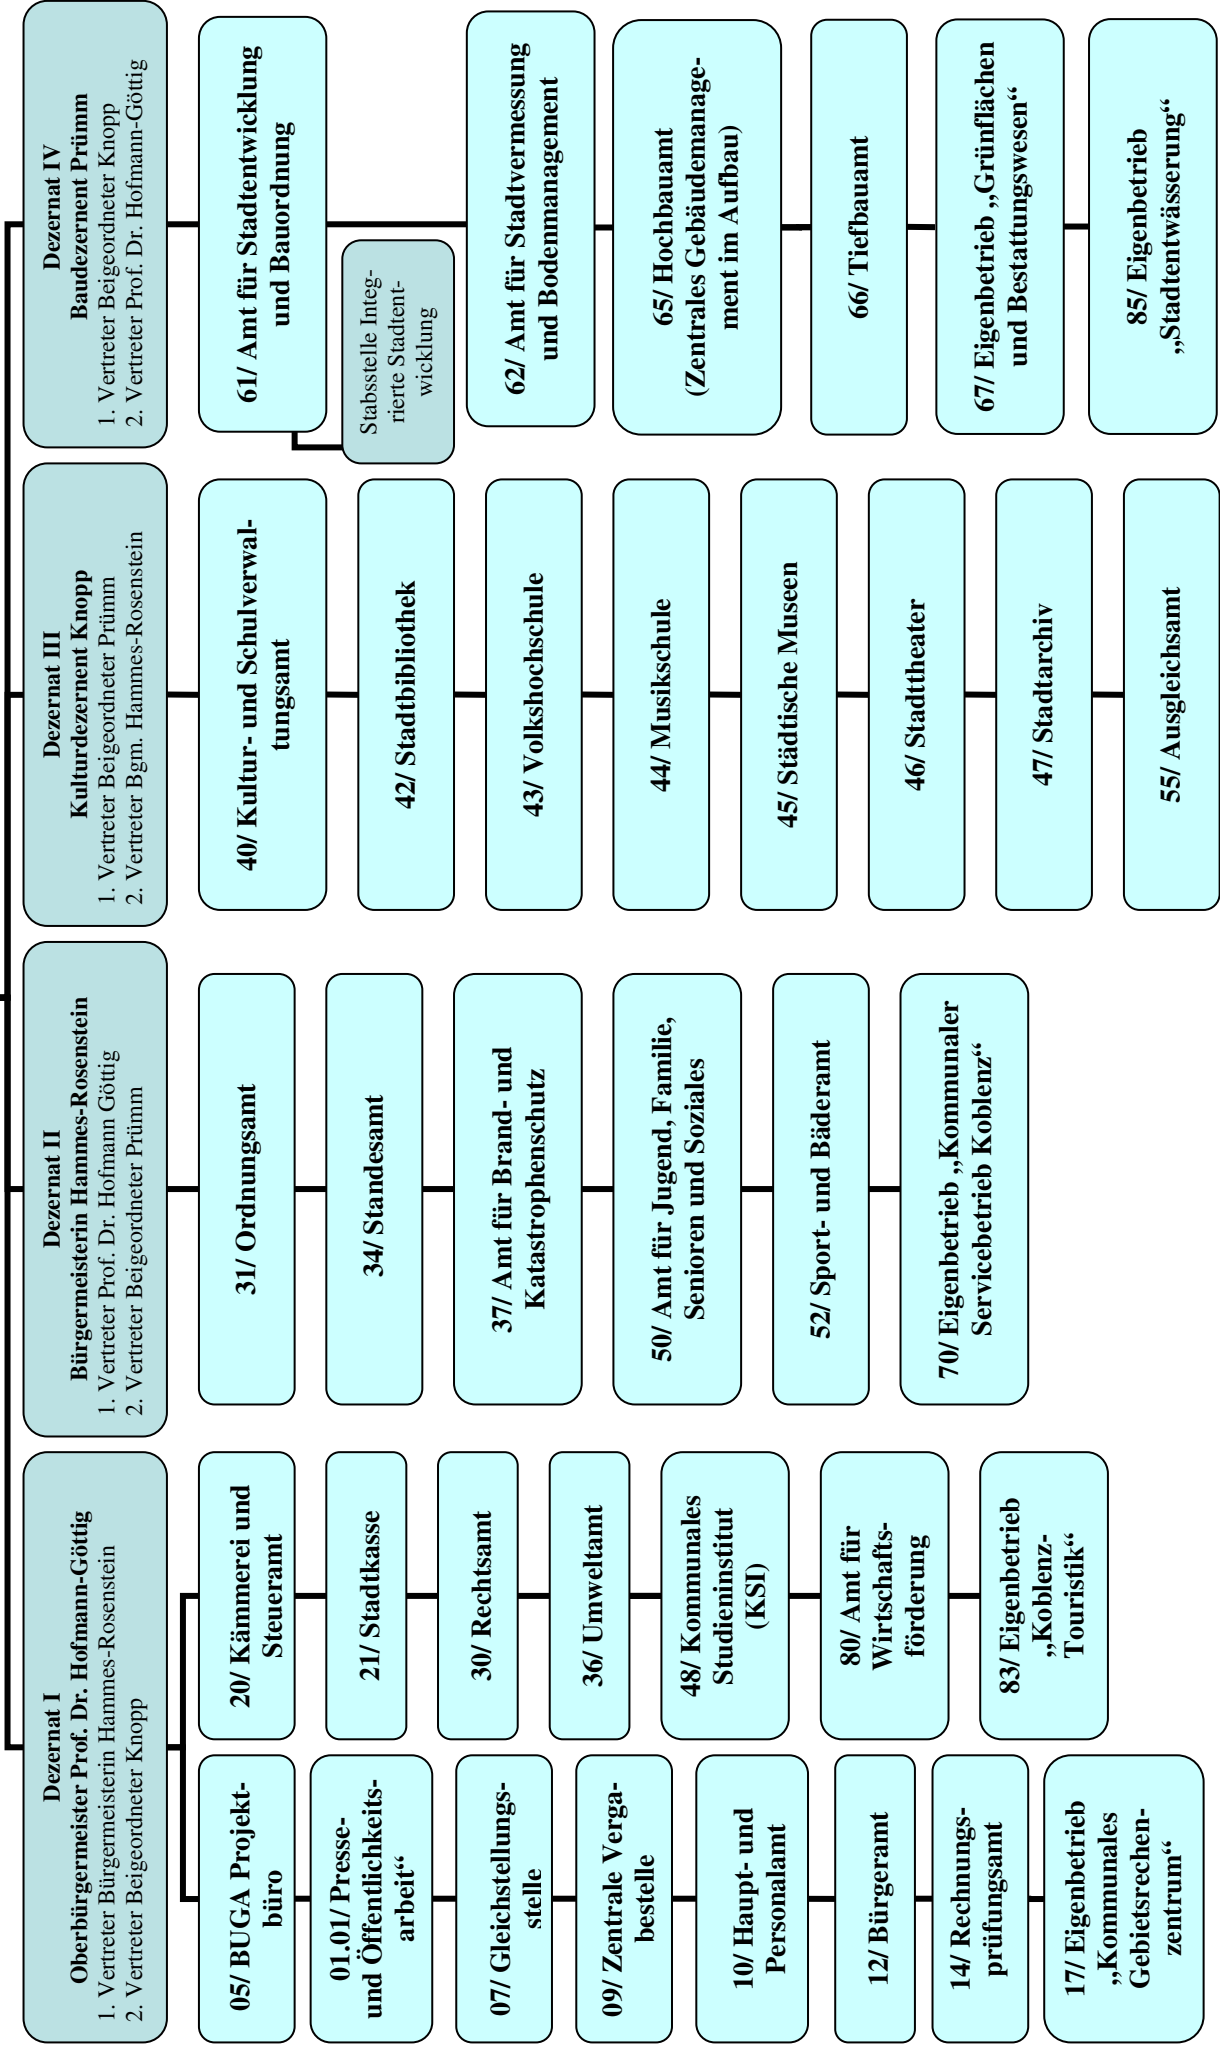 Dezernat I
Oberbürgermeister Prof. Dr. Hofmann-Göttig
1. Vertreter Bürgermeisterin Hammes-Rosenstein
2. Vertreter Beigeordneter Knopp
05/ BUGA Projekt-
büro
01.01/ Presse-
und Öffentlichkeits-
arbeit“
07/ Gleichstellungs-
stelle
09/ Zentrale Verga-
bestelle
10/ Haupt- und
Personalamt
12/ Bürgeramt
14/ Rechnungs-
prüfungsamt
17/ Eigenbetrieb
„Kommunales
Gebietsrechen-
zentrum“
20/ Kämmerei und
Steueramt
21/ Stadtkasse
30/ Rechtsamt
36/ Umweltamt
48/ Kommunales
Studieninstitut
(KSI)
80/ Amt für
Wirtschafts-
förderung
83/ Eigenbetrieb
„Koblenz-
Touristik“
Dezernat II
Bürgermeisterin Hammes-Rosenstein
1. Vertreter Prof. Dr. Hofmann Göttig
2. Vertreter Beigeordneter Prümm
31/ Ordnungsamt
34/ Standesamt
37/ Amt für Brand- und
Katastrophenschutz
50/ Amt für Jugend, Familie,
Senioren und Soziales
52/ Sport- und Bäderamt
70/ Eigenbetrieb „Kommunaler
Servicebetrieb Koblenz“
Dezernat III
Kulturdezernent Knopp
1. Vertreter Beigeordneter Prümm
2. Vertreter Bgm. Hammes-Rosenstein
40/ Kultur- und Schulverwal-
tungsamt
42/ Stadtbibliothek
43/ Volkshochschule
44/ Musikschule
45/ Städtische Museen
46/ Stadttheater
47/ Stadtarchiv
55/ Ausgleichsamt
Dezernat IV
Baudezernent Prümm
1. Vertreter Beigeordneter Knopp
2. Vertreter Prof. Dr. Hofmann-Göttig
61/ Amt für Stadtentwicklung
und Bauordnung
Stabsstelle Integ-
rierte Stadtent-
wicklung
62/ Amt für Stadtvermessung
und Bodenmanagement
65/ Hochbauamt
(Zentrales Gebäudemanage-
ment im Aufbau)
66/ Tiefbauamt
67/ Eigenbetrieb „Grünflächen
und Bestattungswesen“
85/ Eigenbetrieb
„Stadtentwässerung“